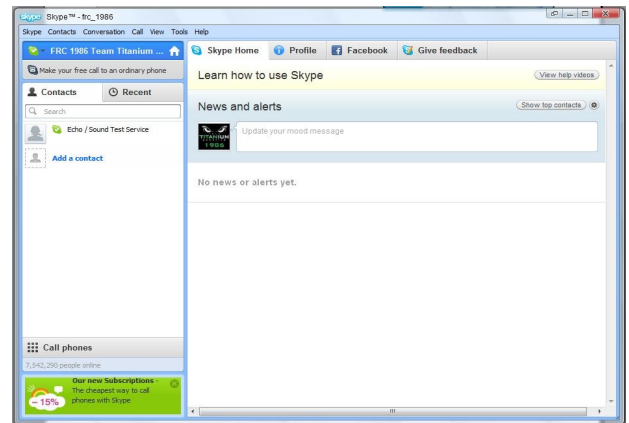 skype Skype™ - frc_1986
Skype Contacts Conversation Call View Tools Help
FRC 1986 Team Titanium ...
Make your free call to an ordinary phone
Contacts
Recent
Search
Echo / Sound Test Service
Add a contact
Call phones
7,542,290 people online
Our new Subscriptions -
The cheapest way to call
phones with Skype
- 15%
Skype Home
Profile
Facebook
Give feedback
Learn how to use Skype
View help videos
News and alerts
Show top contacts
TITANIUM
1986
Update your mood message
No news or alerts yet.